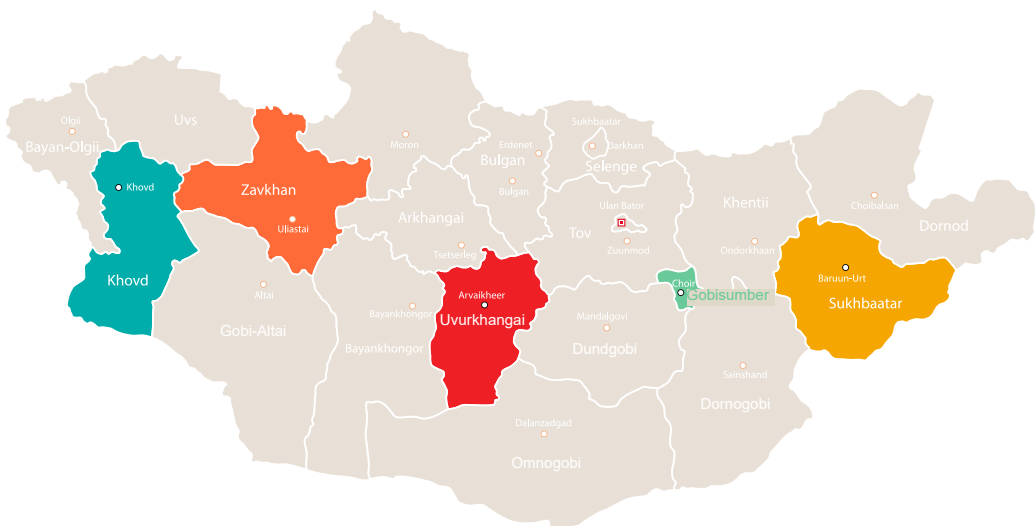 Sukhbaatar
Olgii
Uvs
Moron
Erdenet
Darkhan
Bayan-Olgii
Bulgan
Selenge
Khovd
Zavkhan
Bulgan
Khentii
Choibalsan
Arkhangai
Ulan Bator
Uliastai
Tov
Dornod
Tsetserleg
Zuunmod
Ondorkhaan
Khovd
Altai
Arvaikheer
Choir
Gobisumber
Baruun-Urt
Bayankhongor
Uvurkhangai
Sukhbaatar
Gobi-Altai
Mandalgovi
Bayankhongor
Dundgobi
Sainshand
Dornogobi
Dalanzadgad
Omnogobi